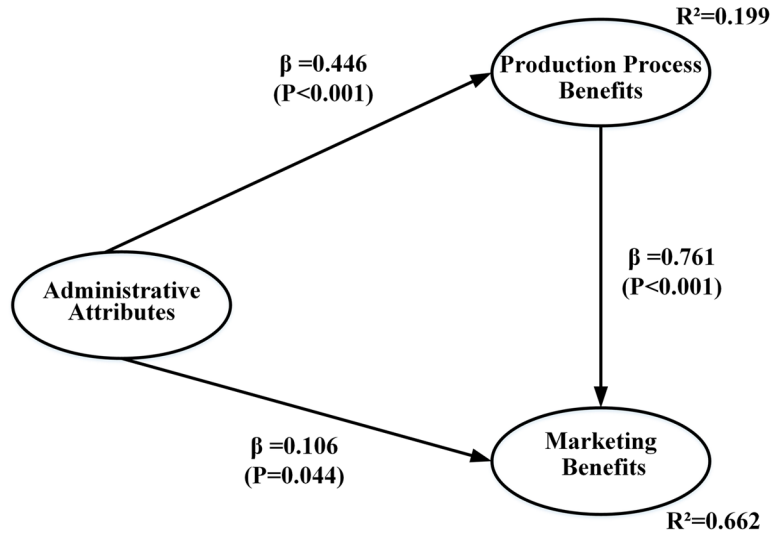 R²=0.199
β =0.446
(P<0.001)
Production Process
Benefits
β =0.761
(P<0.001)
Administrative
Attributes
β =0.106
(P=0.044)
Marketing
Benefits
R²=0.662